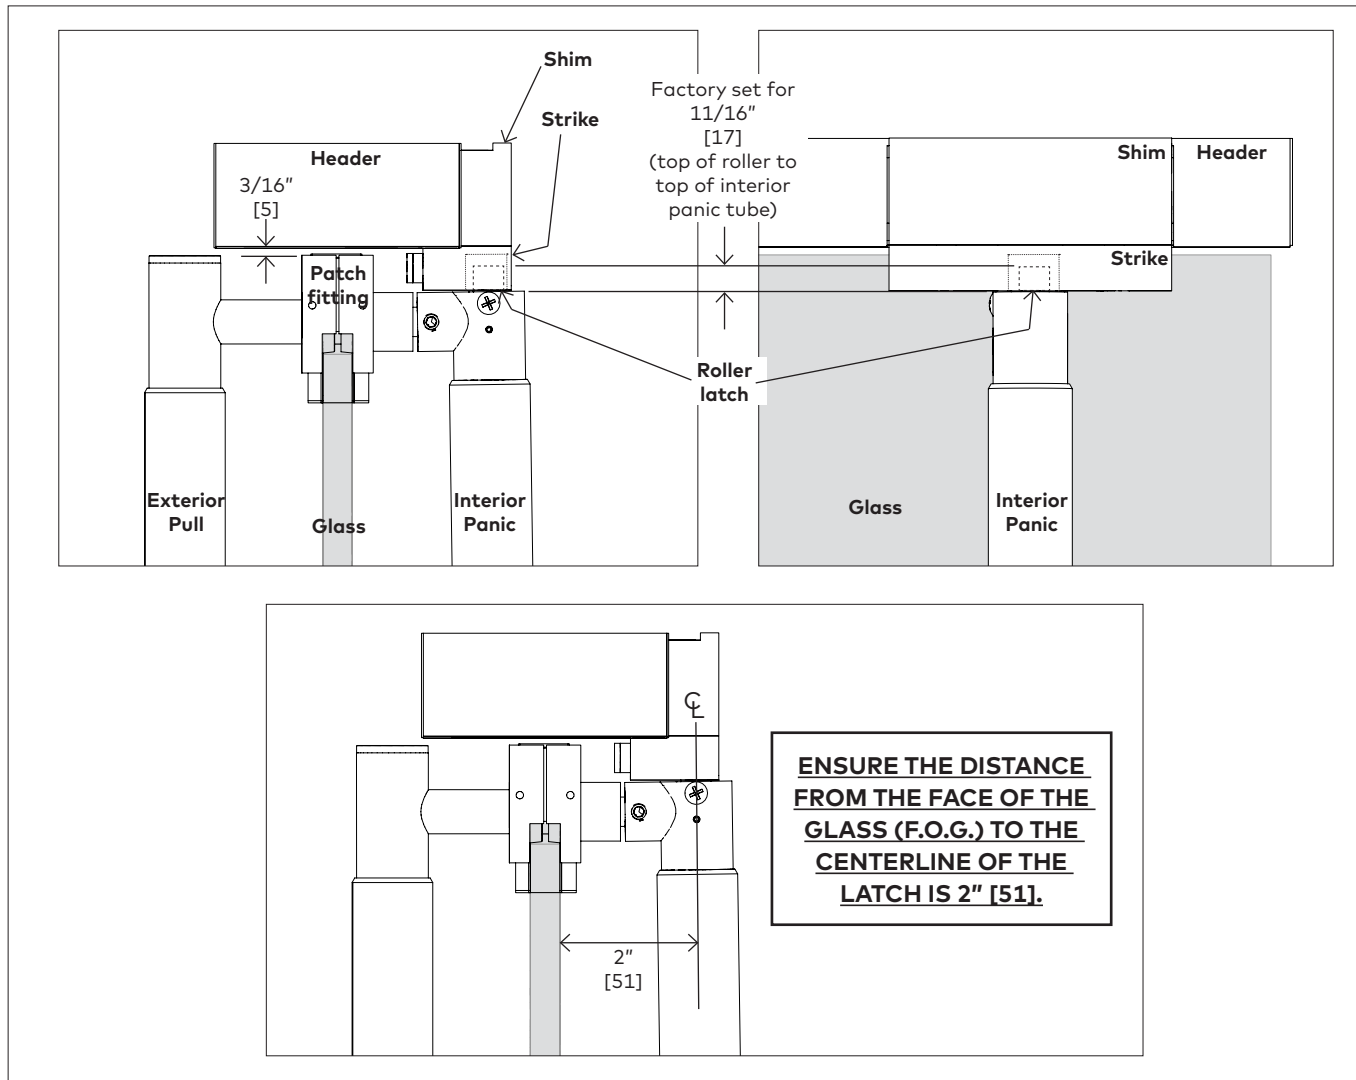 Shim
Strike
Header
3/16"
[5]
Patch
fitting
Exterior
Pull
Glass
Interior
Panic
Factory set for
11/16"
[17]
(top of roller to
top of interior
panic tube)
Roller
latch
Shim
Header
Strike
Glass
Interior
Panic
℄
2"
[51]
ENSURE THE DISTANCE
FROM THE FACE OF THE
GLASS (F.O.G.) TO THE
CENTERLINE OF THE
LATCH IS 2" [51].